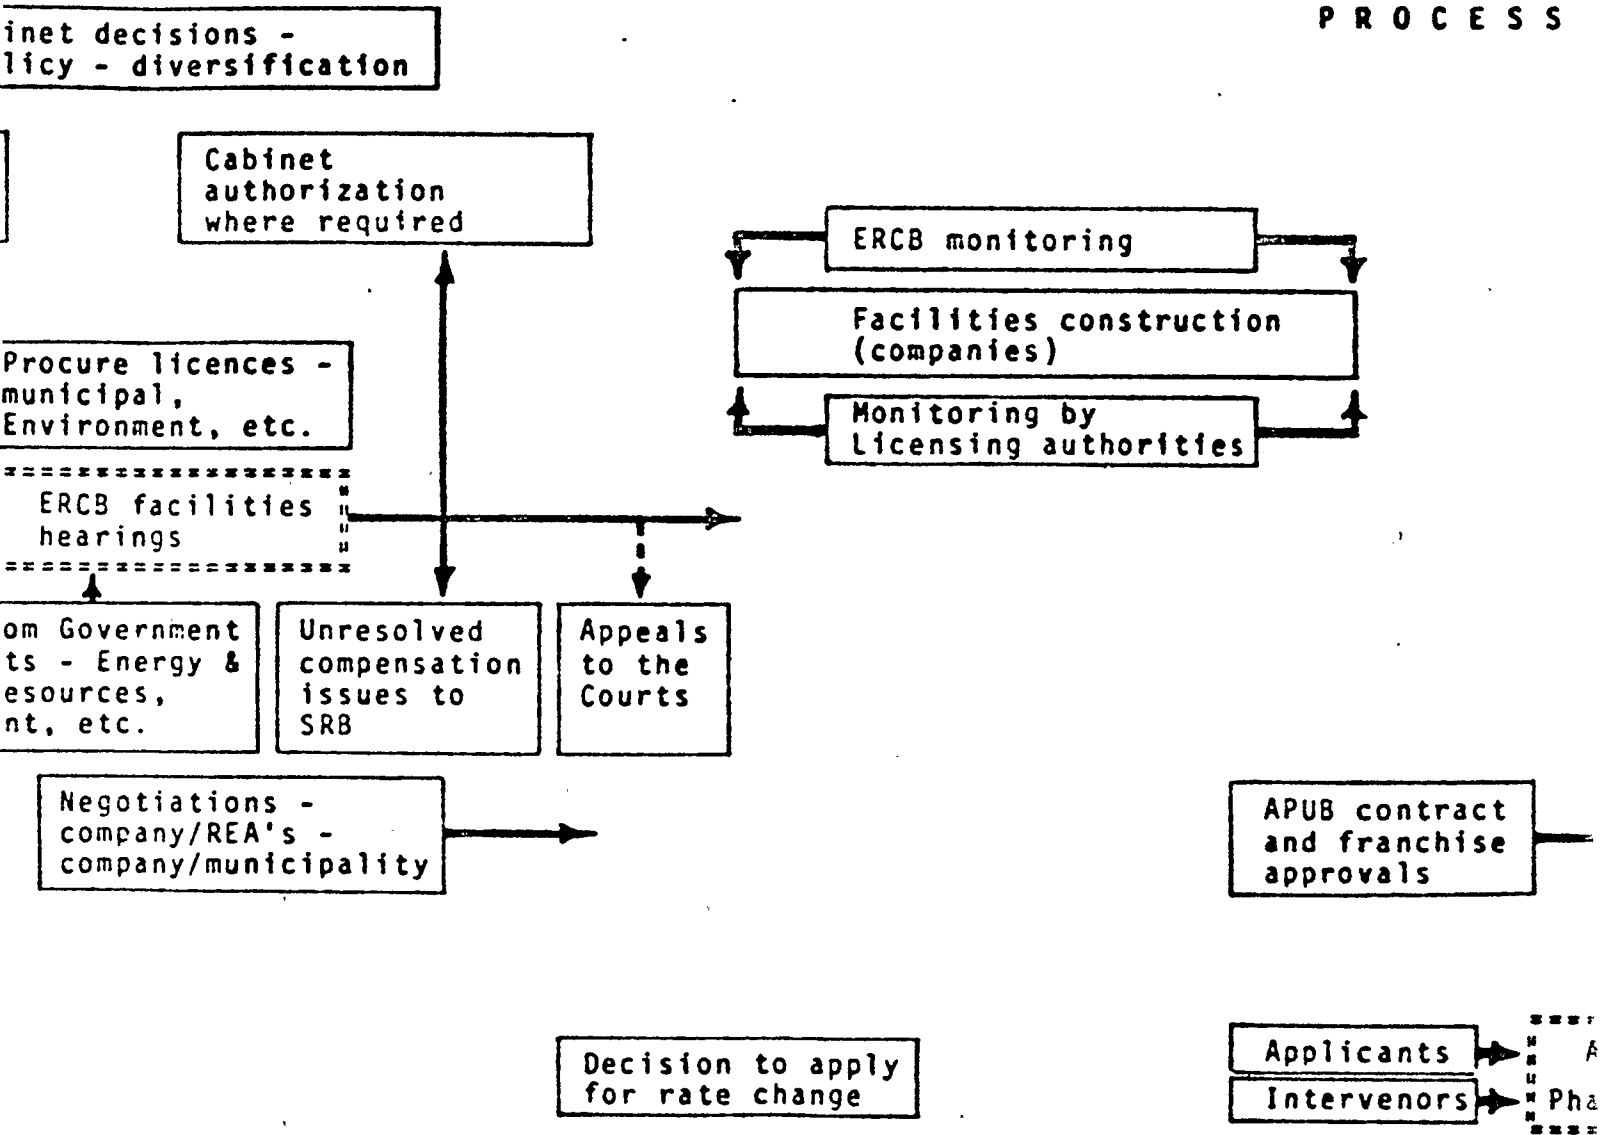 PROCESS
inet decisions -
licy - diversification
Cabinet
authorization
where required
ERCB monitoring
Facilities construction
(companies)
Monitoring by
Licensing authorities
Procure licences -
municipal,
Environment, etc.
ERCB facilities
hearings
om Government
ts - Energy &
esources,
nt, etc.
Unresolved
compensation
issues to
SRB
Appeals
to the
Courts
Negotiations -
company/REA's -
company/municipality
APUB contract
and franchise
approvals
Decision to apply
for rate change
Applicants
Intervenors
Pha